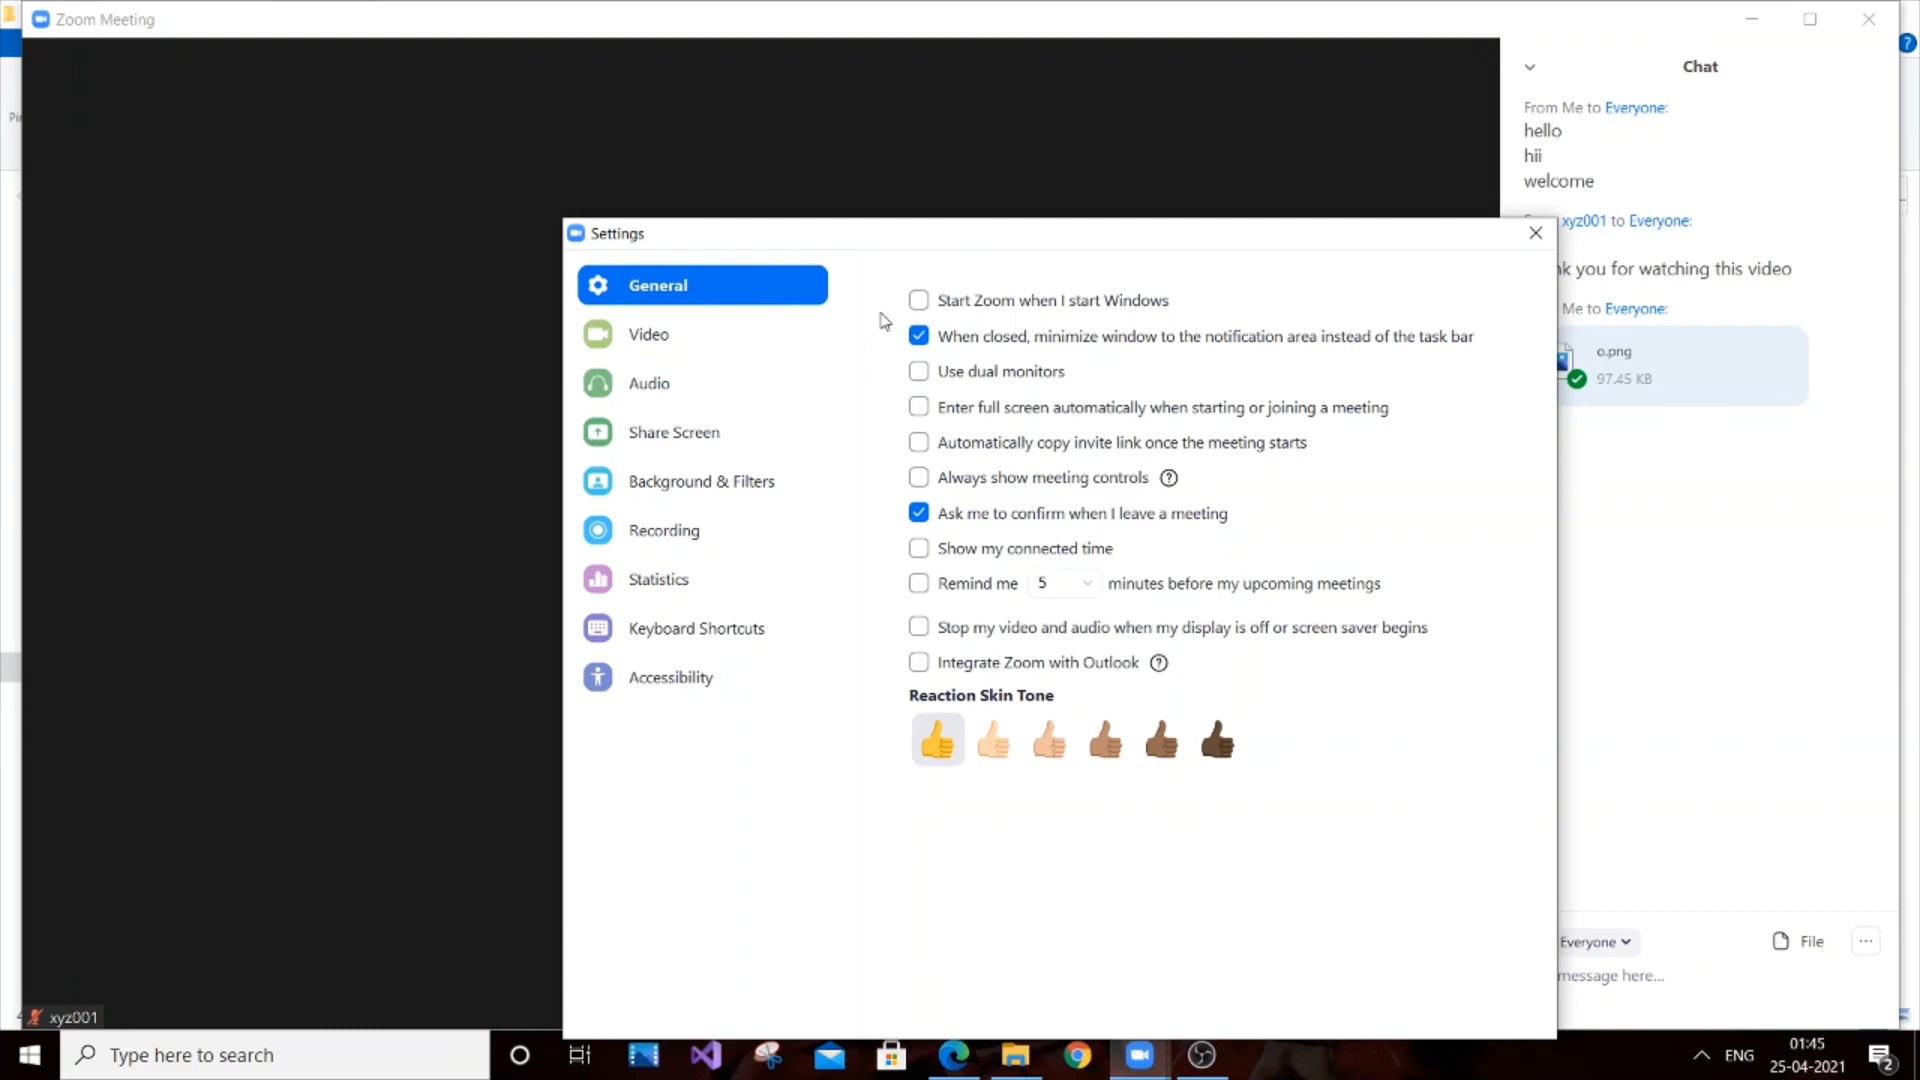 Zoom Meeting
Chat
From Me to Everyone:
hello
hii
welcome
xyz001 to Everyone:
you for watching this video
Me to Everyone:
o.png
97.45 KB
Settings
General
Video
Audio
Share Screen
Background & Filters
Recording
Statistics
Keyboard Shortcuts
Accessibility
Start Zoom when I start Windows
When closed, minimize window to the notification area instead of the task bar
Use dual monitors
Enter full screen automatically when starting or joining a meeting
Automatically copy invite link once the meeting starts
Always show meeting controls ?
Ask me to confirm when I leave a meeting
Show my connected time
Remind me 5 minutes before my upcoming meetings
Stop my video and audio when my display is off or screen saver begins
Integrate Zoom with Outlook ?
Reaction Skin Tone
Everyone
File
message here...
xyz001
Type here to search
ENG
01:45
25-04-2021
2